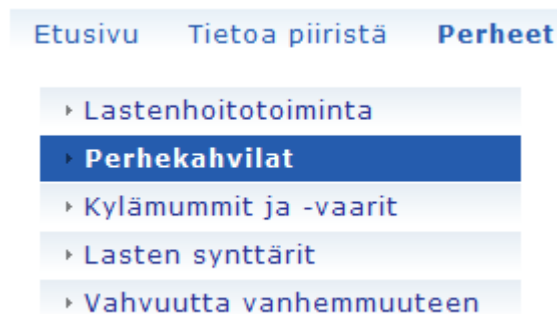 Etusivu Tietoa piiristä Perheet
Lastenhoitotoiminta
Perhekahvilat
Kylämummit ja -vaarit
Lasten synttärit
Vahvuutta vanhemmuuteen